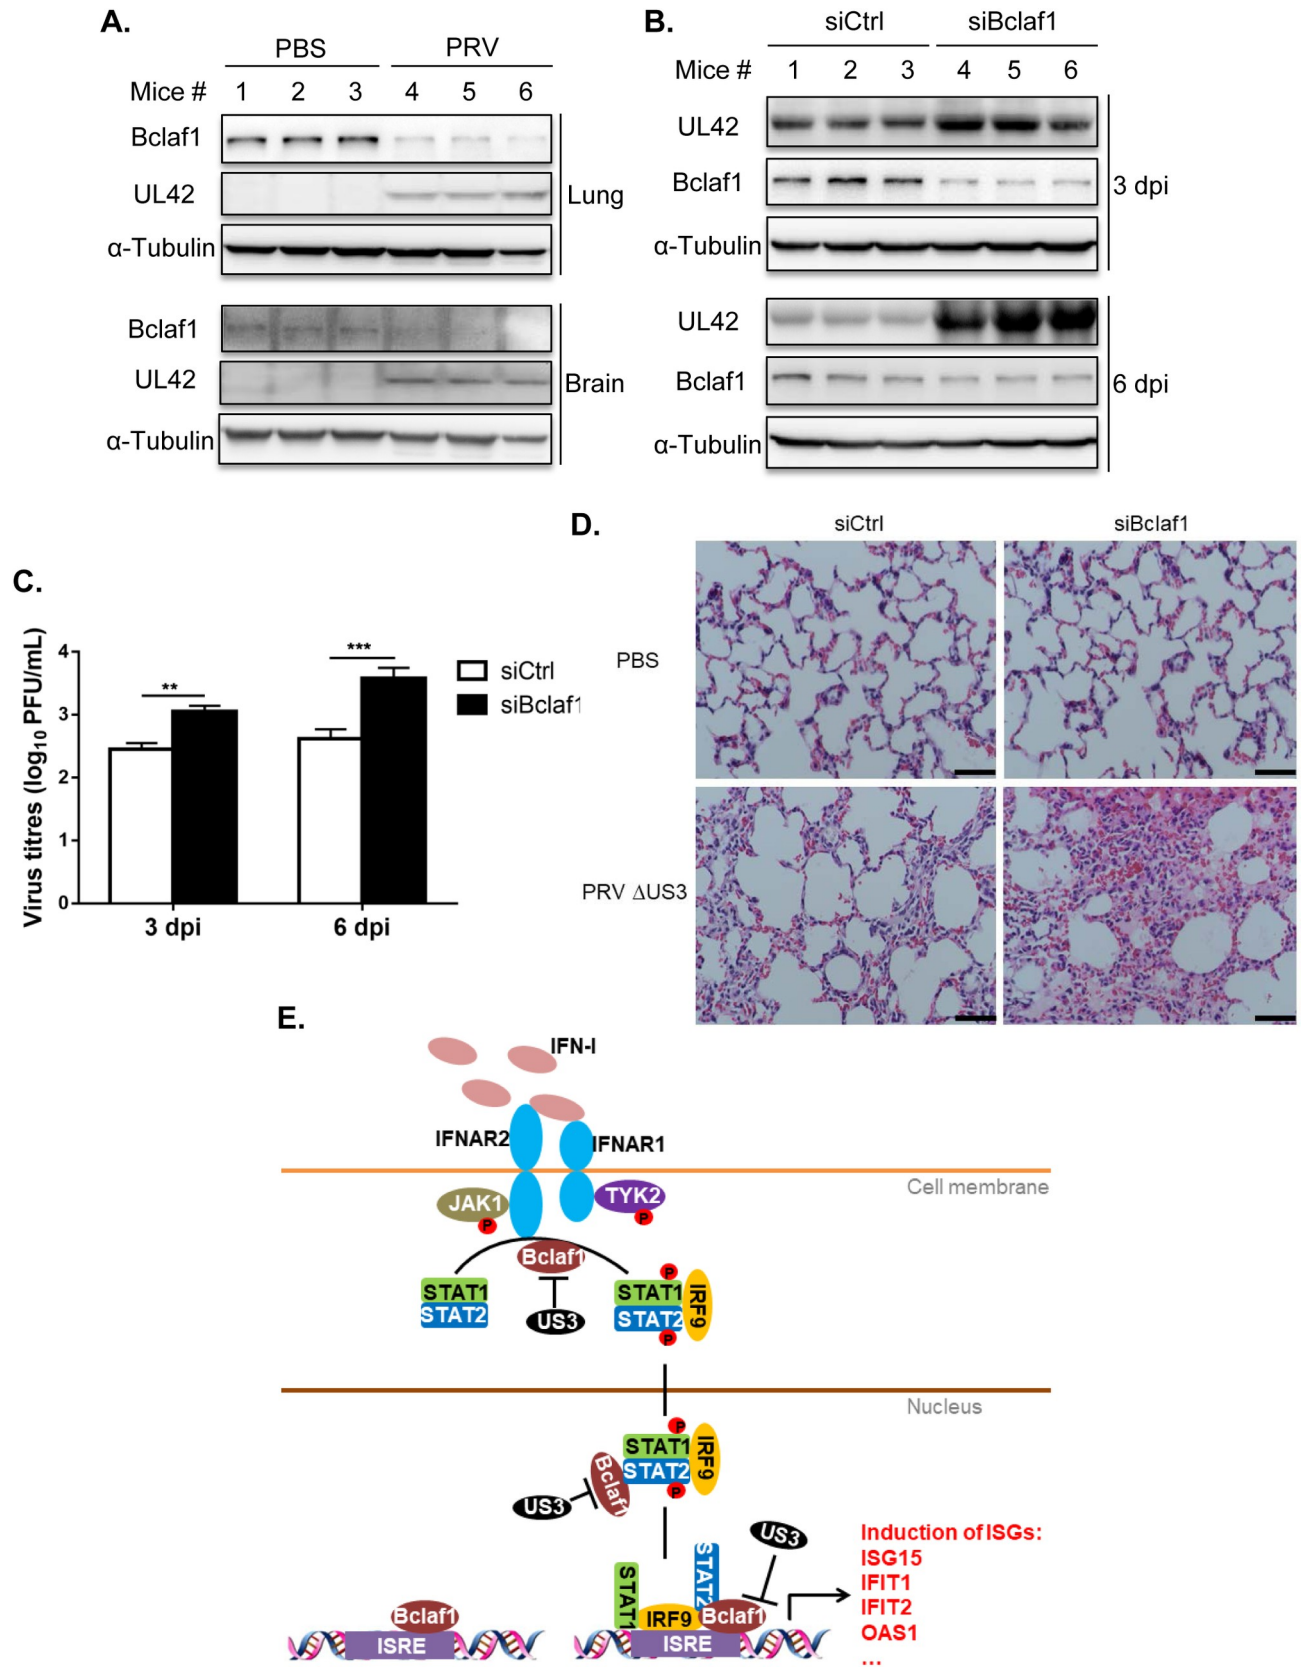 A.
PBS PRV
Mice # 1 2 3 4 5 6
Bclaf1
UL42
Lung
α-Tubulin
Bclaf1
UL42
Brain
α-Tubulin
B.
siCtrl siBclaf1
Mice # 1 2 3 4 5 6
UL42
Bclaf1
3 dpi
α-Tubulin
UL42
Bclaf1
6 dpi
α-Tubulin
C.
Virus titres (log10 PFU/mL)
4
3
2
1
0
**
***
3 dpi 6 dpi
siCtrl
siBclaf1
D.
siCtrl siBclaf1
PBS
PRV ΔUS3
E.
IFN-I
IFNAR2 IFNAR1
Cell membrane
JAK1 P TYK2 P
Bclaf1
STAT1
STAT2
US3
P
STAT1
STAT2
P
IRF9
Nucleus
P
STAT1
STAT2
P
IRF9
Bclaf1
US3
US3
STAT1
STAT2
IRF9 Bclaf1
ISRE
Bclaf1
ISRE
Induction of ISGs:
ISG15
IFIT1
IFIT2
OAS1
...